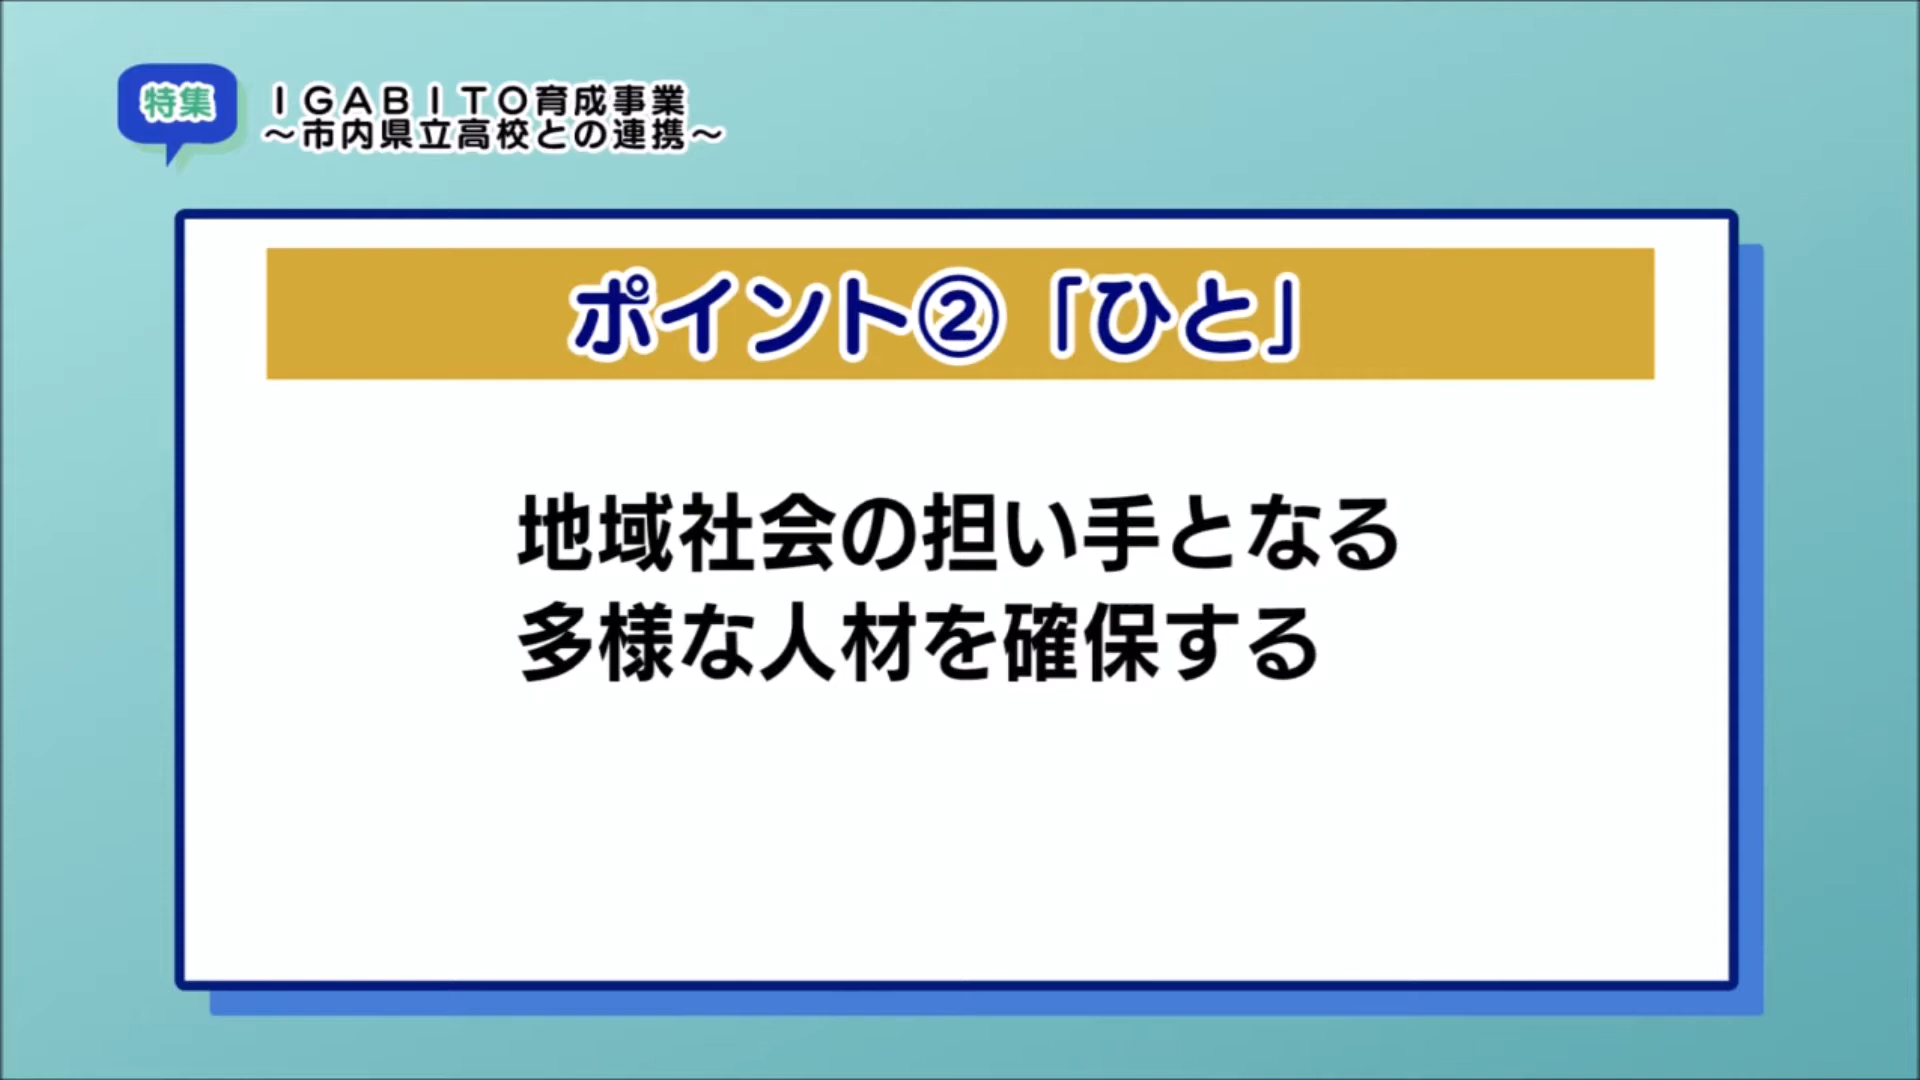 特集
ＩＧＡＢＩＴＯ育成事業
～市内県立高校との連携～
ポイント②「ひと」
地域社会の担い手となる
多様な人材を確保する